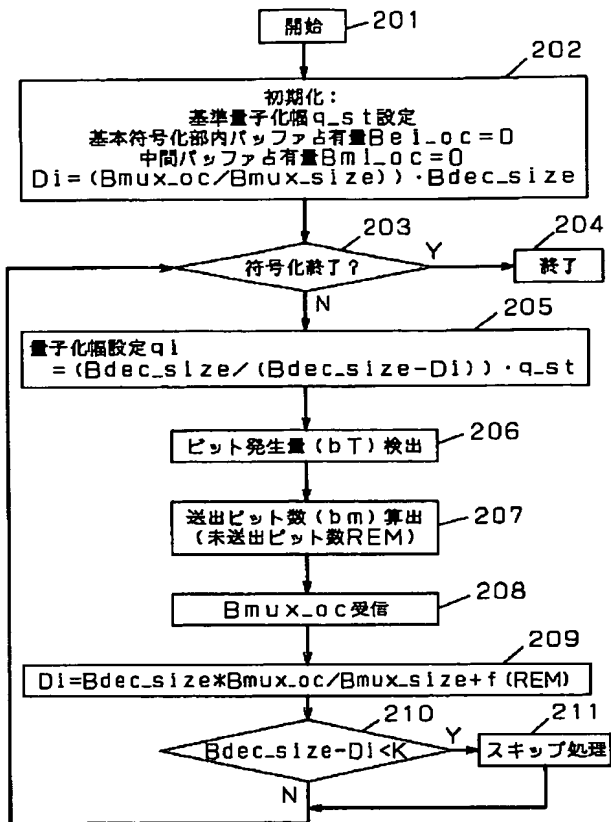 開始
201
202
初期化:
基準量子化幅q_st設定
基本符号化部内バッファ占有量Bei_oc=0
中間バッファ占有量Bmi_oc=0
Di=(Bmux_oc/Bmux_size))・Bdec_size
203
204
符号化終了?
Y
終了
N
205
量子化幅設定qi
=(Bdec_size/(Bdec_size-Di))・q_st
ビット発生量(bT)検出
206
送出ビット数(bm)算出
(未送出ビット数REM)
207
Bmux_oc受信
208
209
Di=Bdec_size*Bmux_oc/Bmux_size+f(REM)
210
211
Bdec_size-Di<K
Y
スキップ処理
N